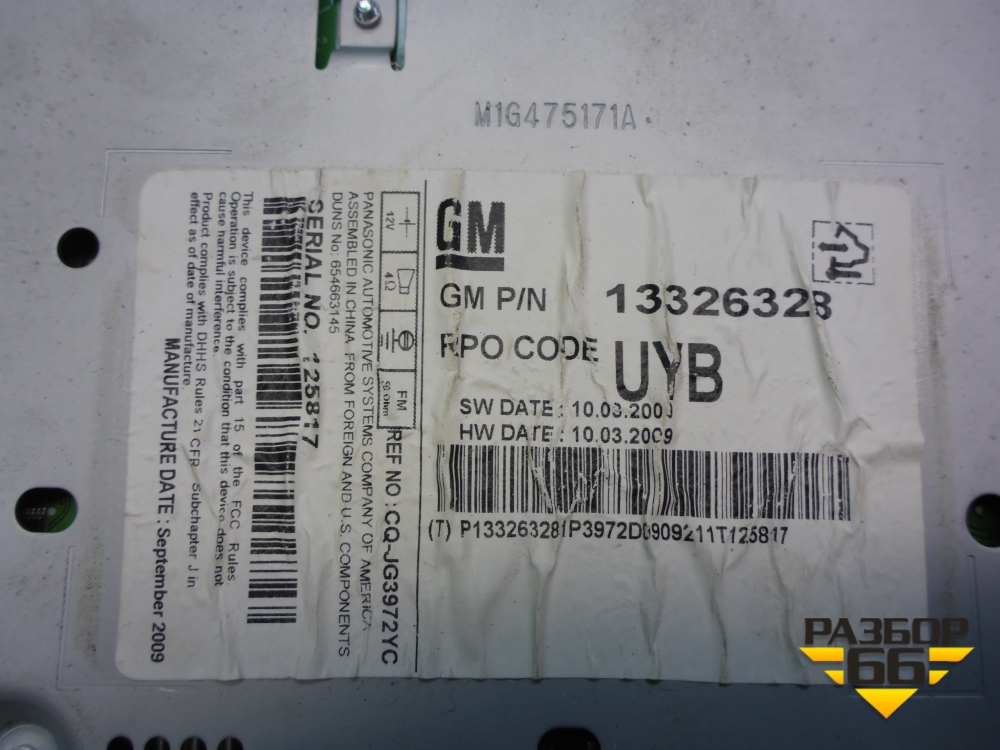 M1G475171A
GM
GM P/N 13326328
RPO CODE UYB
SW DATE : 10.03.2009
HW DATE : 10.03.2009
(T) P133263281P3972D0909211T125817
12V
4Ω
FM
50 Ohm
REF NO : CQ-JG3972YC
PANASONIC AUTOMOTIVE SYSTEMS COMPANY OF AMERICA
ASSEMBLED IN CHINA FROM FOREIGN AND U.S. COMPONENTS
DUNS No: 654663145
SERIAL NO. 125817
This device complies with part 15 of the FCC Rules.
Operation is subject to the condition that this device does not
cause harmful interference.
Product complies with DHHS Rules 21 CFR Subchapter J in
effect as of date of manufacture.
MANUFACTURE DATE : September 2009
РАЗБОР
66